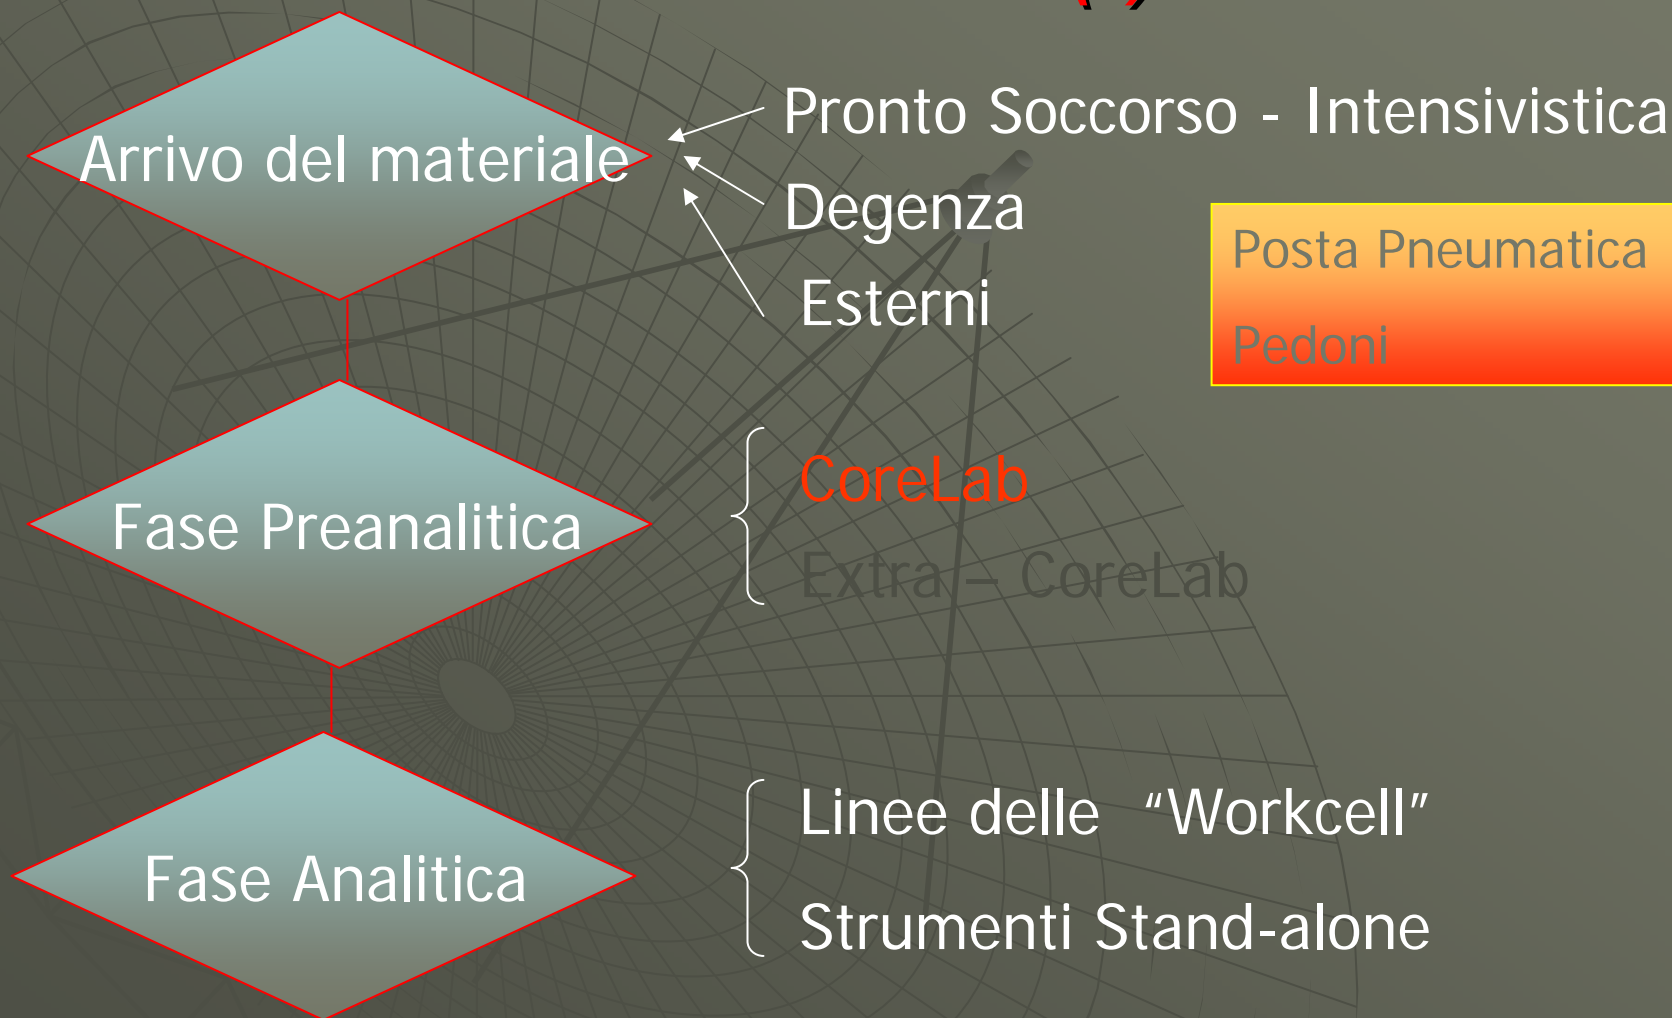 Arrivo del materiale
Pronto Soccorso - Intensivistica
Degenza
Esterni
Posta Pneumatica
Pedoni
Fase Preanalitica
CoreLab
Extra – CoreLab
Fase Analitica
Linee delle “Workcell”
Strumenti Stand-alone